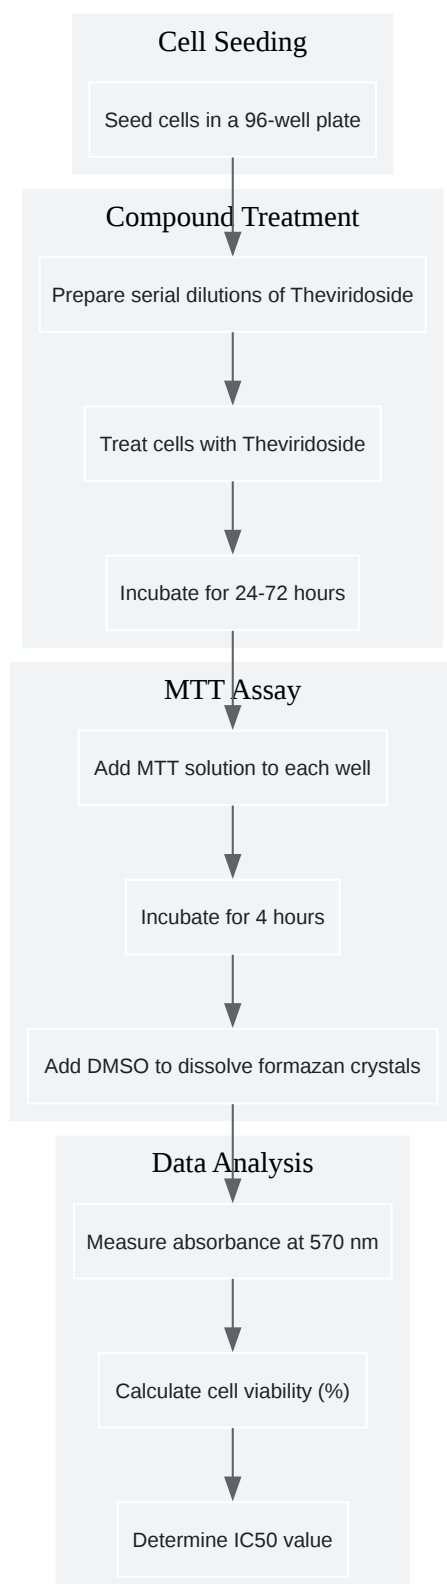 Cell Seeding
Seed cells in a 96-well plate
Compound Treatment
Prepare serial dilutions of Theviridoside
Treat cells with Theviridoside
Incubate for 24-72 hours
MTT Assay
Add MTT solution to each well
Incubate for 4 hours
Add DMSO to dissolve formazan crystals
Data Analysis
Measure absorbance at 570 nm
Calculate cell viability (%)
Determine IC50 value